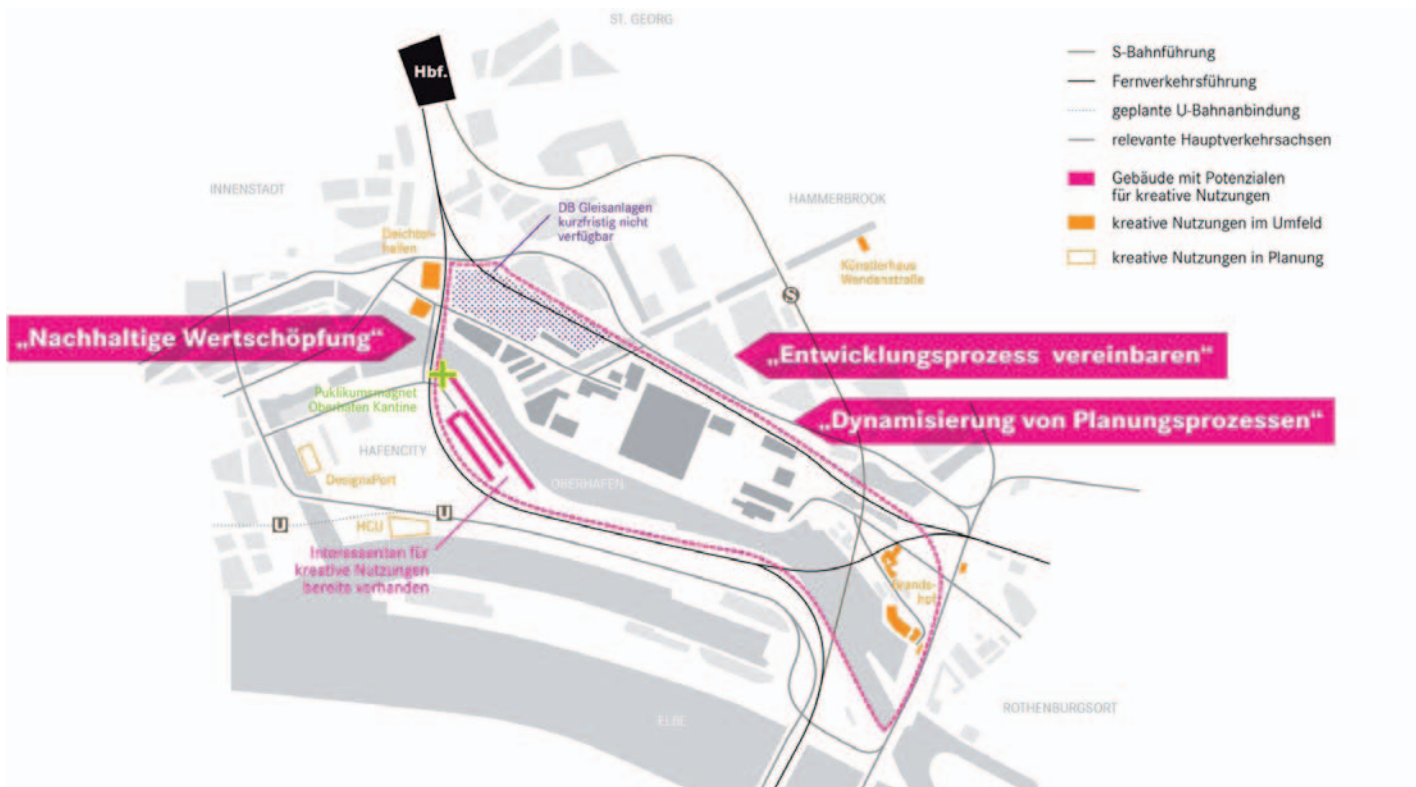 ST. GEORG
Hbf.
S-Bahnführung
Fernverkehrsführung
geplante U-Bahnanbindung
relevante Hauptverkehrsachsen
Gebäude mit Potenzialen
für kreative Nutzungen
kreative Nutzungen im Umfeld
kreative Nutzungen in Planung
INNENSTADT
HAMMERBROOK
DB Gleisanlagen
kurzfristig nicht
verfügbar
Deichtor-
hallen
Künstlerhaus
Wendenstraße
S
„Nachhaltige Wertschöpfung“
„Entwicklungsprozess vereinbaren“
„Dynamisierung von Planungsprozessen“
Puklikumsmagnet
Oberhafen Kantine
HAFENCITY
DesignxPort
OBERHAFEN
U
U
HCU
Interessenten für
kreative Nutzungen
bereits vorhanden
Brands-
hof
ELBE
ROTHENBURGSORT